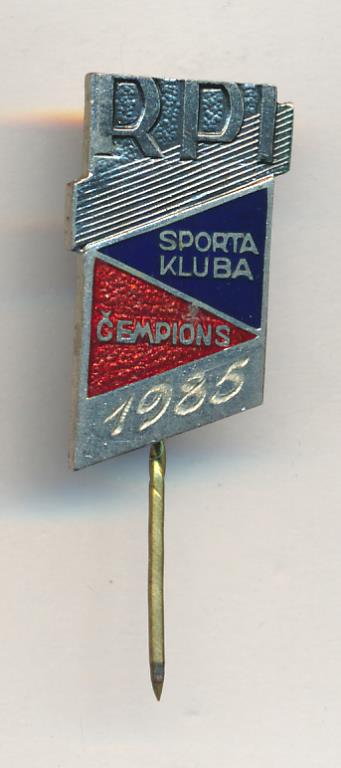 RPI
SPORTA
KLUBA
ČEMPIONS
1985